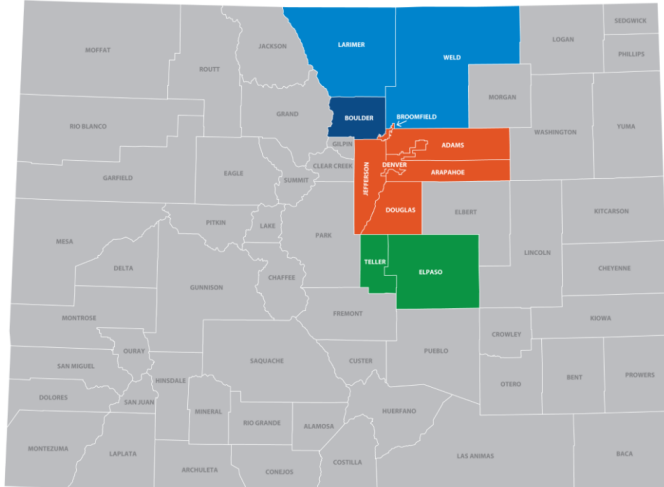 SEDGWICK
LOGAN
JACKSON
LARIMER
MOFFAT
PHILLIPS
WELD
ROUTT
MORGAN
GRAND
BOULDER
BROOMFIELD
RIO BLANCO
YUMA
WASHINGTON
GILPIN
ADAMS
CLEAR CREEK
DENVER
EAGLE
ARAPAHOE
GARFIELD
SUMMIT
JEFFERSON
DOUGLAS
ELBERT
KITCARSON
PITKIN
LAKE
PARK
MESA
LINCOLN
TELLER
DELTA
CHEYENNE
ELPASO
CHAFFEE
GUNNISON
FREMONT
MONTROSE
KIOWA
CROWLEY
OURAY
PUEBLO
SAQUACHE
CUSTER
SAN MIGUEL
PROWERS
BENT
HINSDALE
OTERO
DOLORES
SAN JUAN
MINERAL
HUERFANO
RIO GRANDE
ALAMOSA
MONTEZUMA
LAPLATA
BACA
LAS ANIMAS
COSTILLA
ARCHULETA
CONEJOS